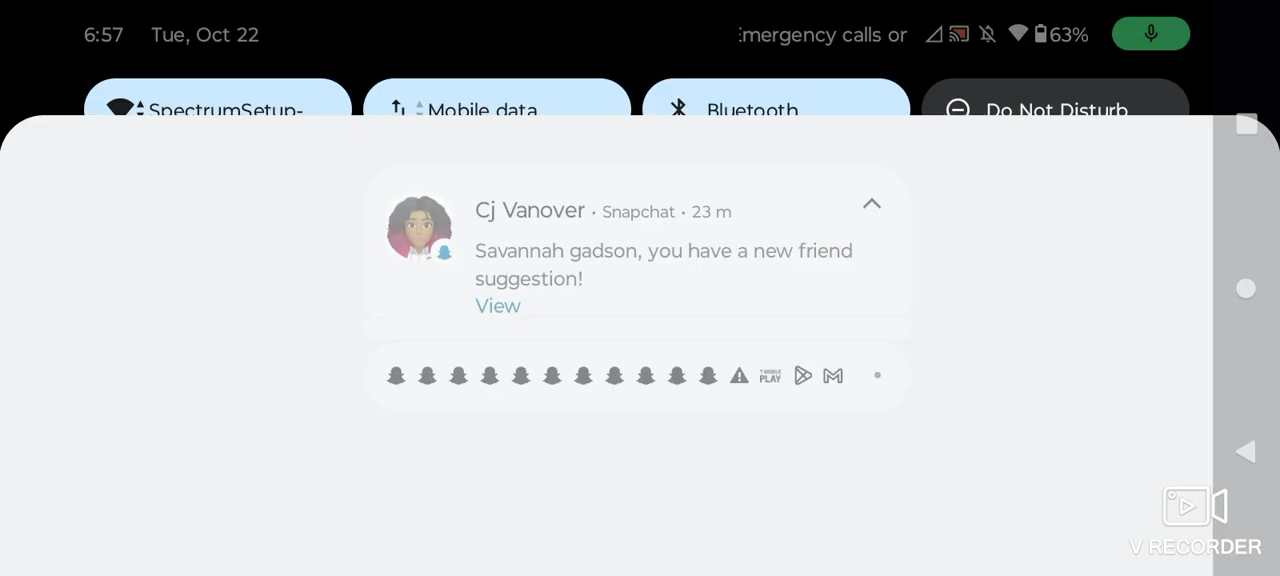 6:57 Tue, Oct 22 :mergency calls or 63%
SpectrumSetup- Mobile data Bluetooth Do Not Disturb
Cj Vanover · Snapchat · 23 m
Savannah gadson, you have a new friend
suggestion!
View
T-MOBILE
PLAY
V RECORDER